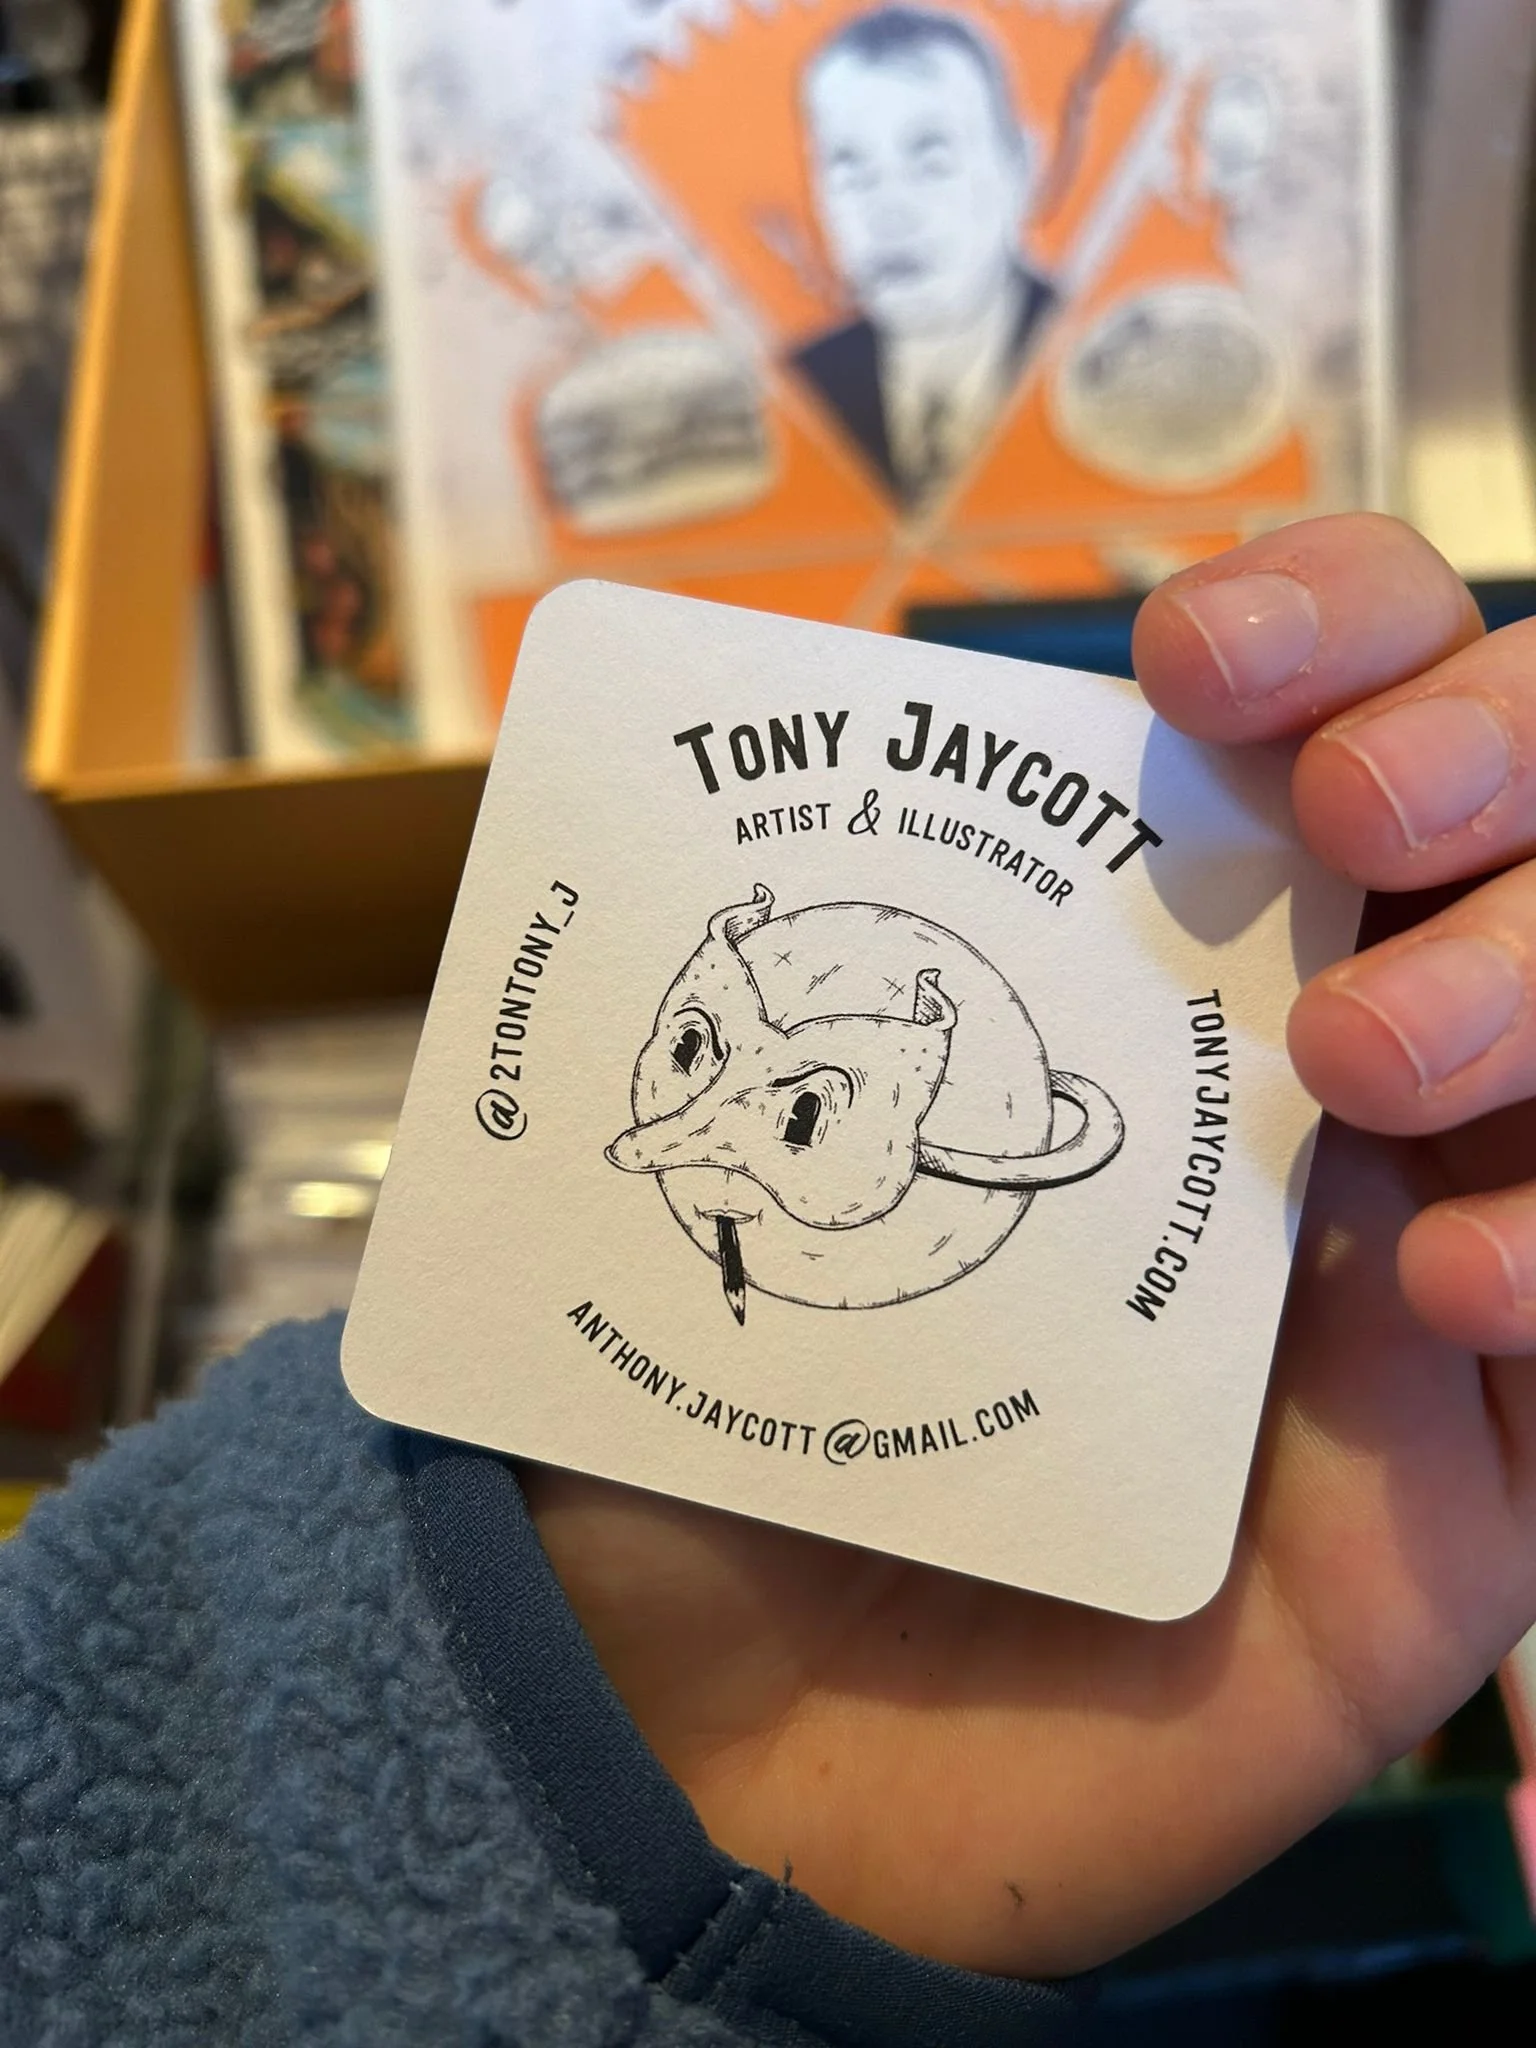 TONY JAYCOTT
ARTIST & ILLUSTRATOR
@2TONTONY_J
TONYJAYCOTT.COM
ANTHONY.JAYCOTT@GMAIL.COM